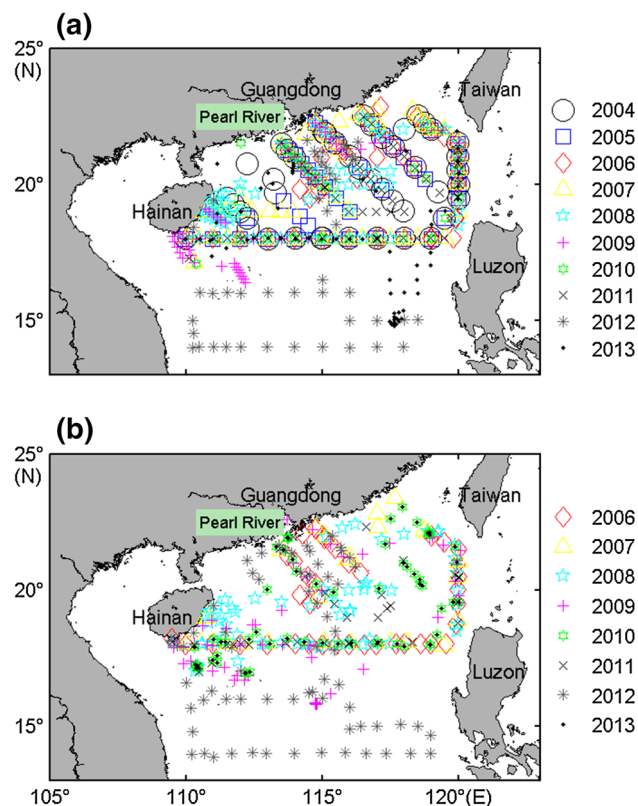 (a)
25°
(N)
Guangdong
Taiwan
Pearl River
20°
Hainan
Luzon
15°
2004
2005
2006
2007
2008
2009
2010
2011
2012
2013
(b)
25°
(N)
Guangdong
Taiwan
Pearl River
20°
Hainan
Luzon
15°
105°
110°
115°
120°(E)
2006
2007
2008
2009
2010
2011
2012
2013